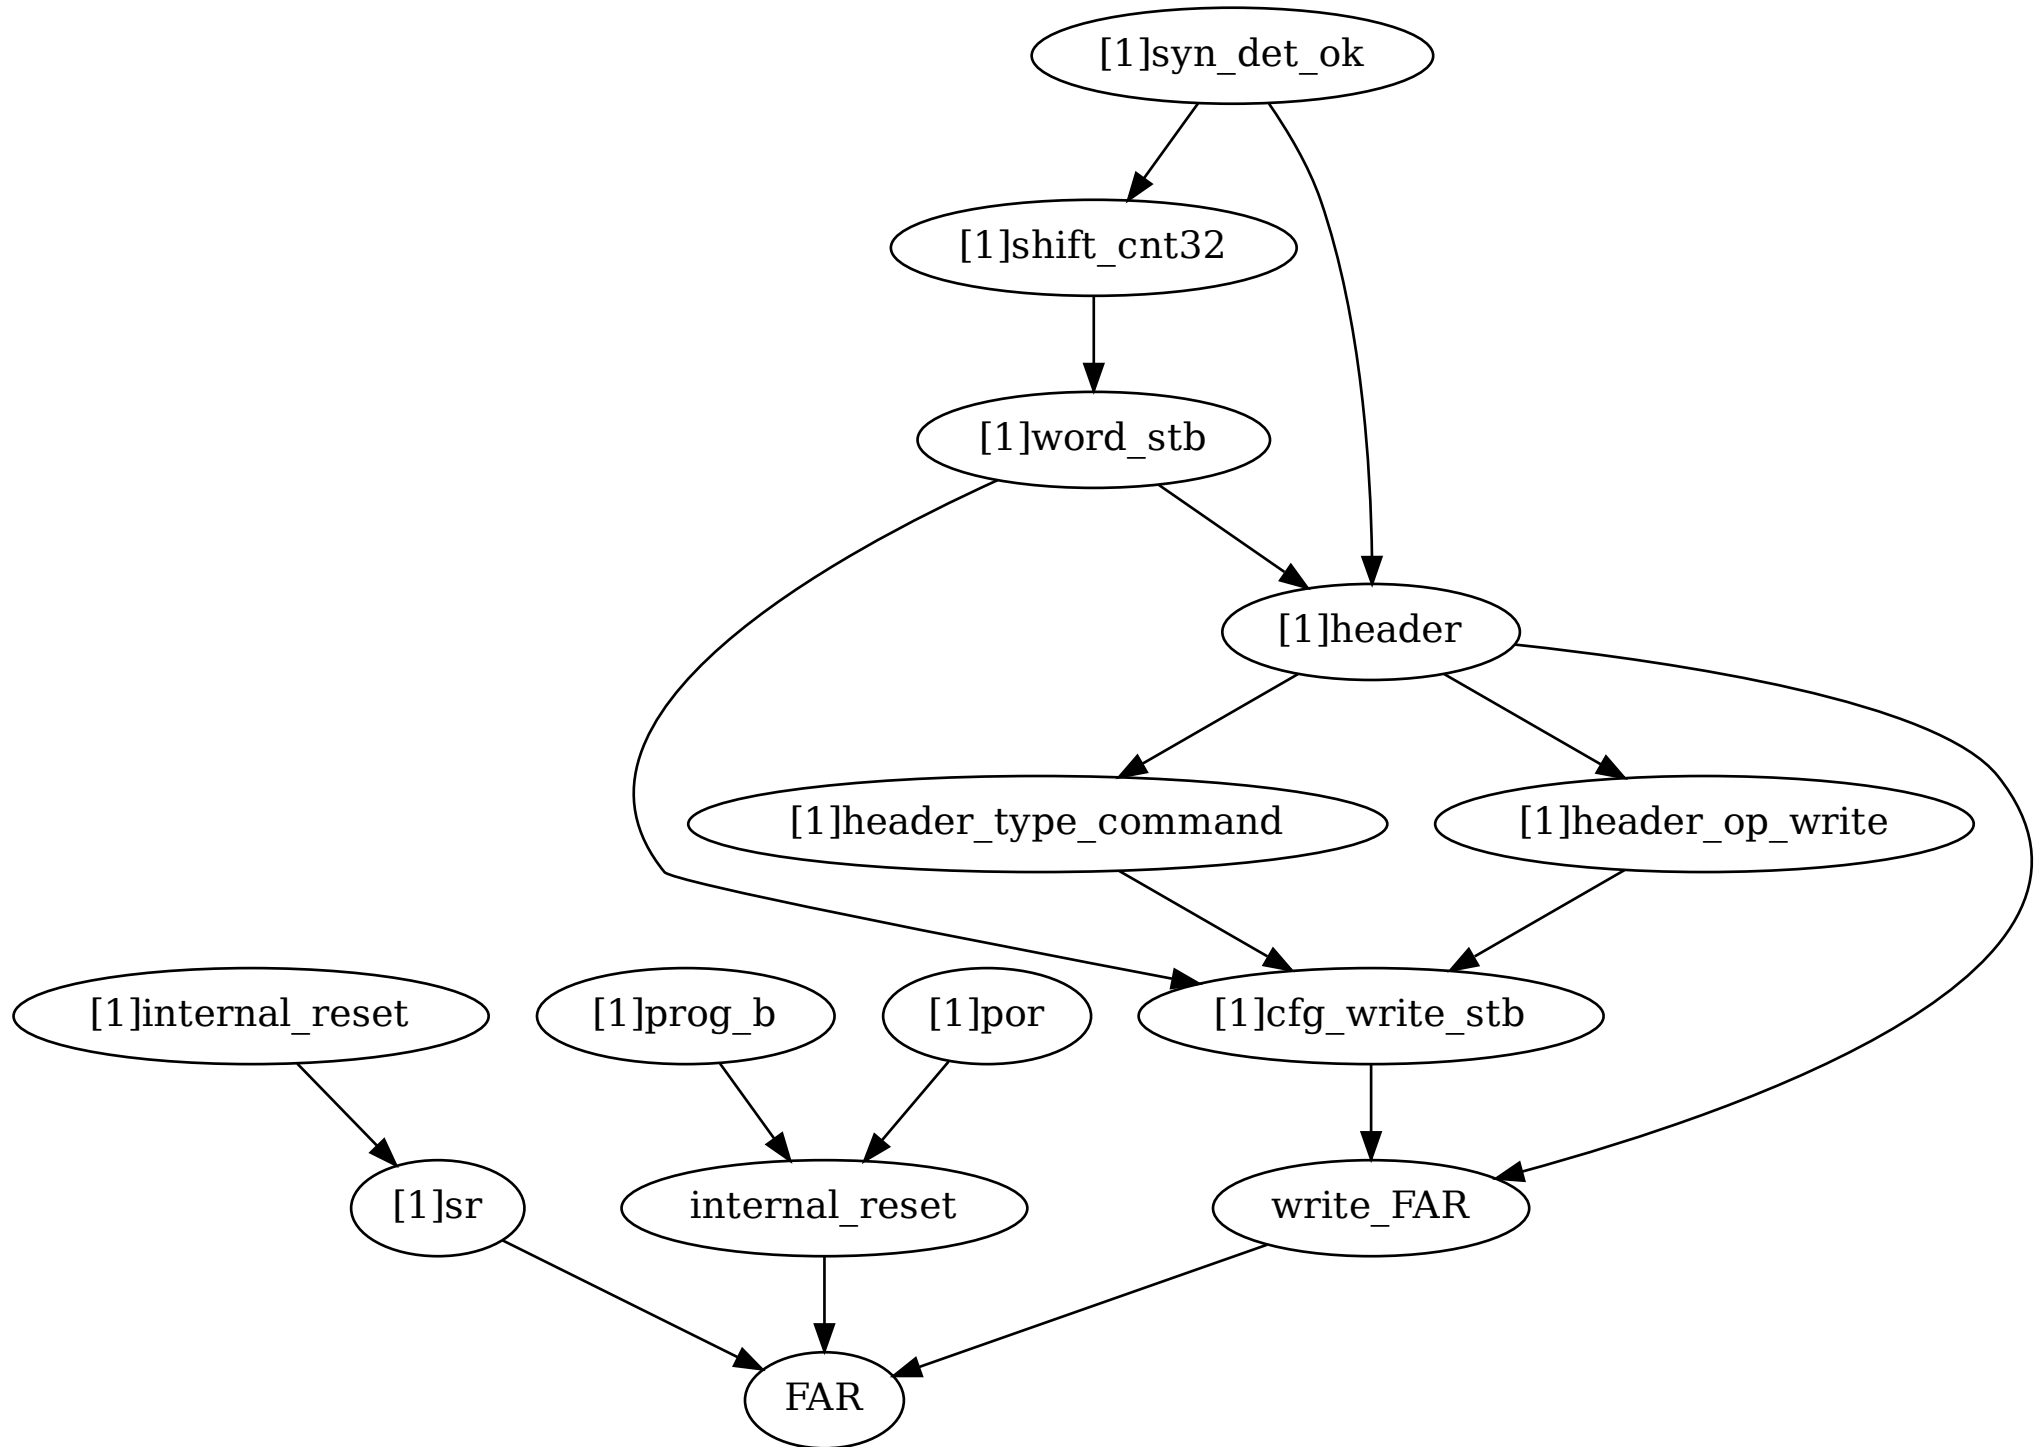 [1]syn_det_ok
[1]shift_cnt32
[1]word_stb
[1]header
[1]header_type_command
[1]header_op_write
[1]internal_reset
[1]prog_b
[1]por
[1]cfg_write_stb
[1]sr
internal_reset
write_FAR
FAR